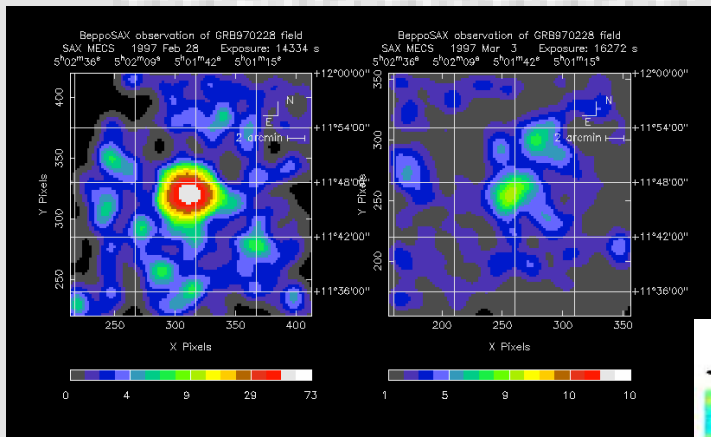 BeppoSAX observation of GRB970228 field
SAX MECS 1997 Feb 28 Exposure: 14334 s
5h02m36s 5h02m09s 5h01m42s 5h01m15s
+12°00'00"
+11°54'00"
+11°48'00"
+11°42'00"
+11°36'00"
N
E
2 arcmin
Y Pixels
400
350
300
250
250 300 350 400
X Pixels
0 4 9 29 73
BeppoSAX observation of GRB970228 field
SAX MECS 1997 Mar 3 Exposure: 16272 s
5h02m36s 5h02m09s 5h01m42s 5h01m15s
+12°00'00"
+11°54'00"
+11°48'00"
+11°42'00"
+11°36'00"
N
E
2 arcmin
Y Pixels
350
300
250
200
200 250 300 350
X Pixels
1 5 9 10 10